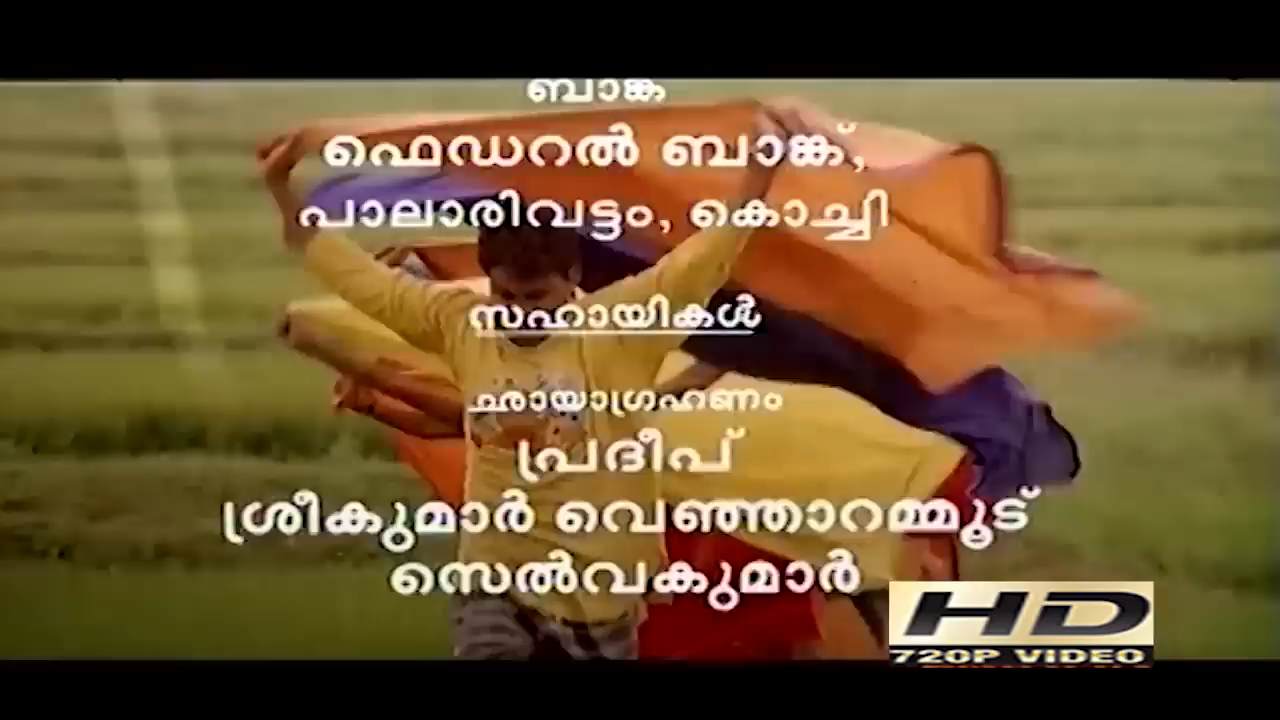 ബാങ്ക്
ഫെഡറൽ ബാങ്ക്,
പാലാരിവട്ടം, കൊച്ചി
സഹായികൾ
ഛായാഗ്രഹണം
പ്രദീപ്
ശ്രീകുമാർ വെഞ്ഞാറമ്മൂട്
സെൽവകുമാർ
HD
720P ViDEO